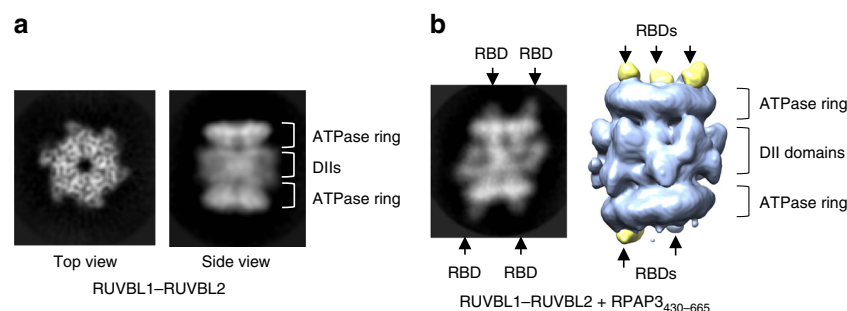 a
ATPase ring
DIIs
ATPase ring
Top view
Side view
RUVBL1–RUVBL2
b
RBD
RBD
RBDs
ATPase ring
DII domains
ATPase ring
RBD
RBD
RBDs
RUVBL1–RUVBL2 + RPAP3430–665